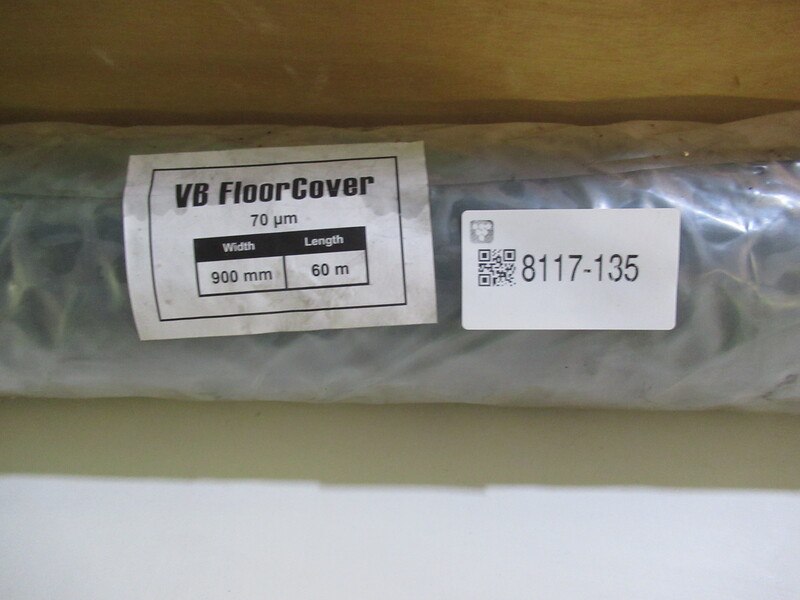 VB FloorCover
70 µm
Width Length
900 mm 60 m
8117-135